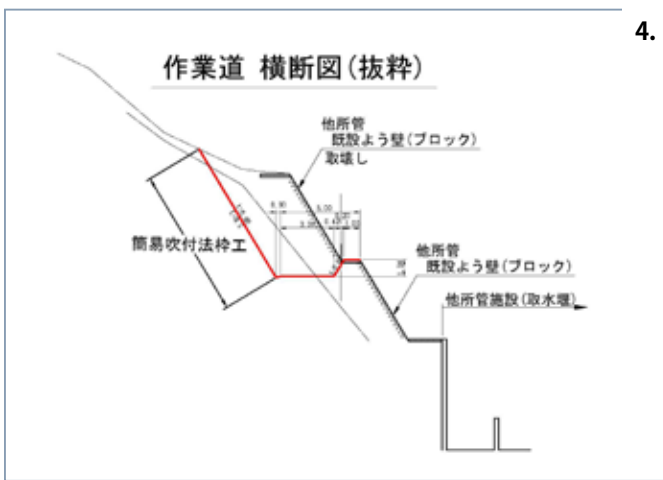 4.
作業道 横断図(抜粋)
他所管
既設よう壁(ブロック)
取壊し
簡易吹付法枠工
他所管
既設よう壁(ブロック)
他所管施設(取水堰)